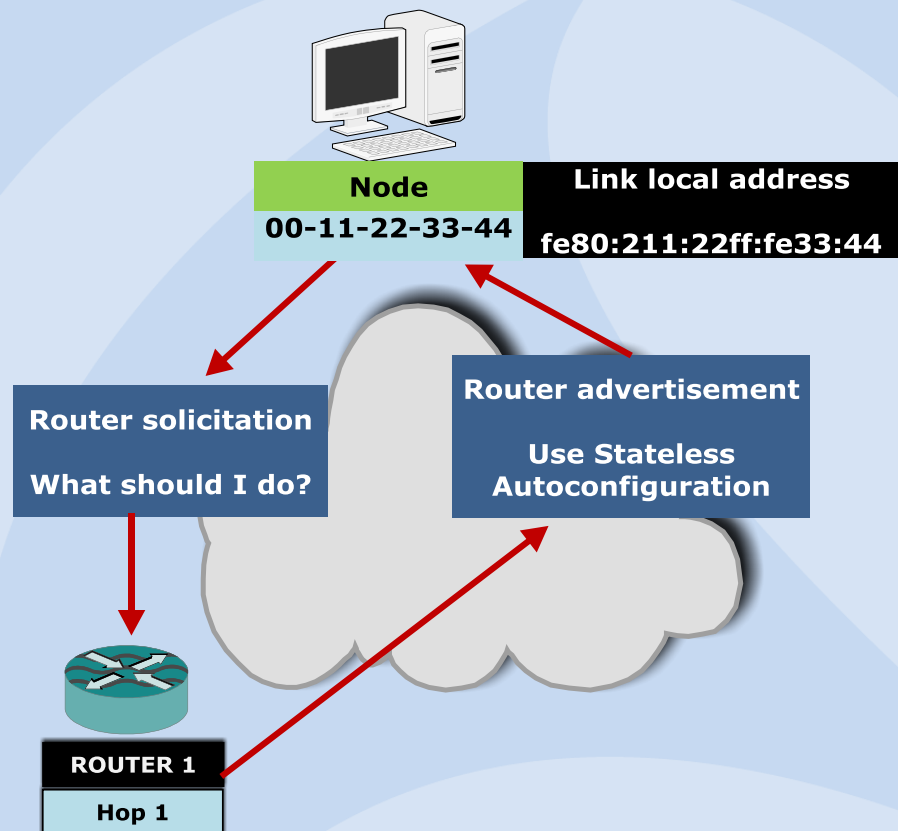 Node
00-11-22-33-44
Link local address
fe80:211:22ff:fe33:44
Router solicitation
What should I do?
Router advertisement
Use Stateless
Autoconfiguration
ROUTER 1
Hop 1